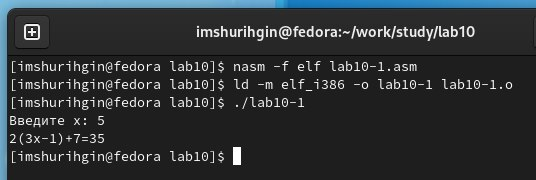 imshurihgin@fedora:~/work/study/lab10
[imshurihgin@fedora lab10]$ nasm -f elf lab10-1.asm
[imshurihgin@fedora lab10]$ ld -m elf_i386 -o lab10-1 lab10-1.o
[imshurihgin@fedora lab10]$ ./lab10-1
Введите x: 5
2(3x-1)+7=35
[imshurihgin@fedora lab10]$